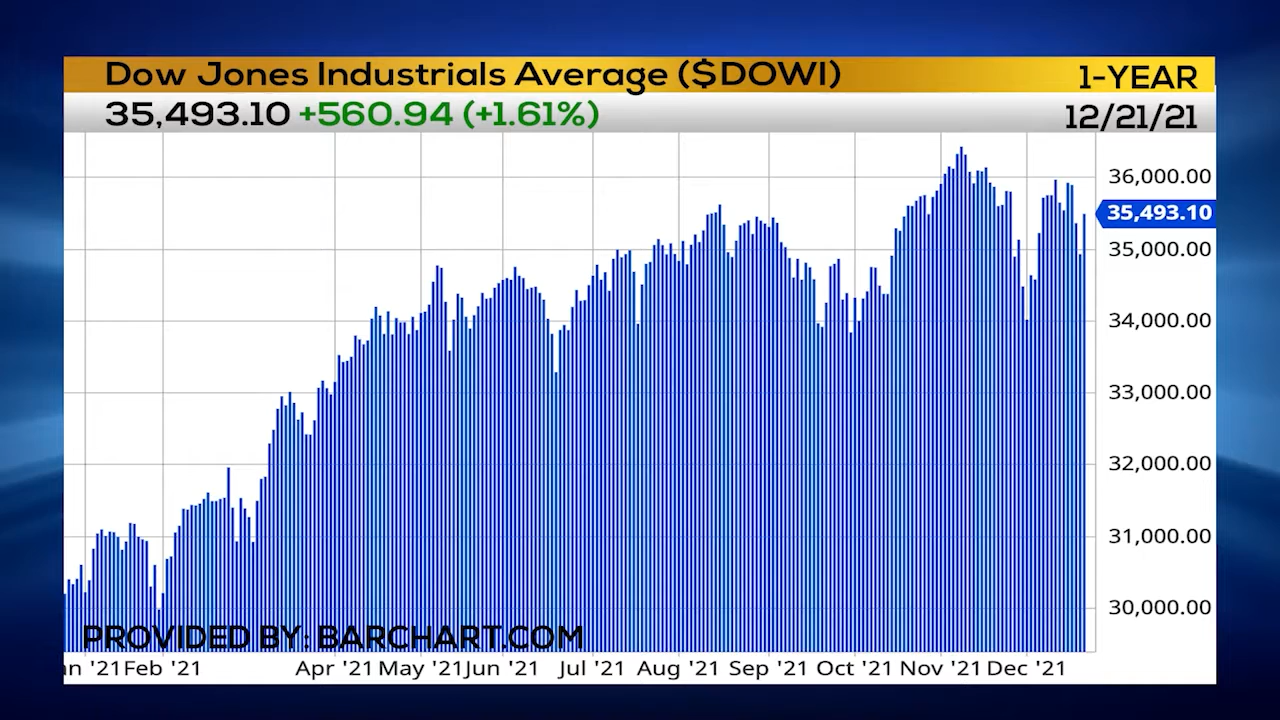 Dow Jones Industrials Average ($DOWI)
1-YEAR
35,493.10 +560.94 (+1.61%)
12/21/21
36,000.00
35,493.10
35,000.00
34,000.00
33,000.00
32,000.00
31,000.00
30,000.00
PROVIDED BY: BARCHART.COM
an '21 Feb '21 Apr '21 May '21 Jun '21 Jul '21 Aug '21 Sep '21 Oct '21 Nov '21 Dec '21